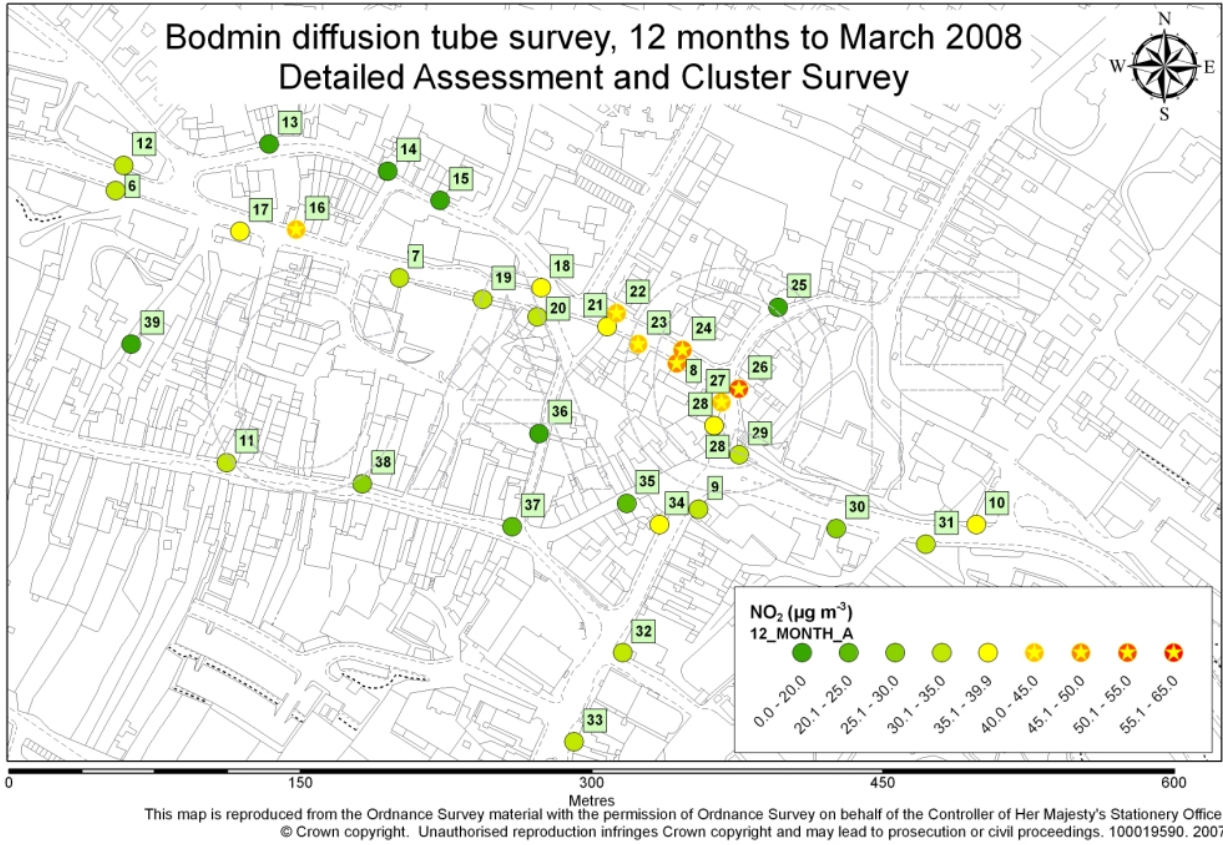 Bodmin diffusion tube survey, 12 months to March 2008
Detailed Assessment and Cluster Survey
N
W E
S
13
12
14
6
15
17
16
7
18
19
20
21
22
25
23
24
39
8
27
26
28
36
29
28
11
38
35
34
9
37
30
31
10
32
33
NO₂ (µg m⁻³)
12_MONTH_A
0.0 - 20.0
20.1 - 25.0
25.1 - 30.0
30.1 - 35.0
35.1 - 39.9
40.0 - 45.0
45.1 - 50.0
50.1 - 55.0
55.1 - 65.0
0 150 300 450 600
Metres
This map is reproduced from the Ordnance Survey material with the permission of Ordnance Survey on behalf of the Controller of Her Majesty's Stationery Office
© Crown copyright. Unauthorised reproduction infringes Crown copyright and may lead to prosecution or civil proceedings. 100019590. 2007